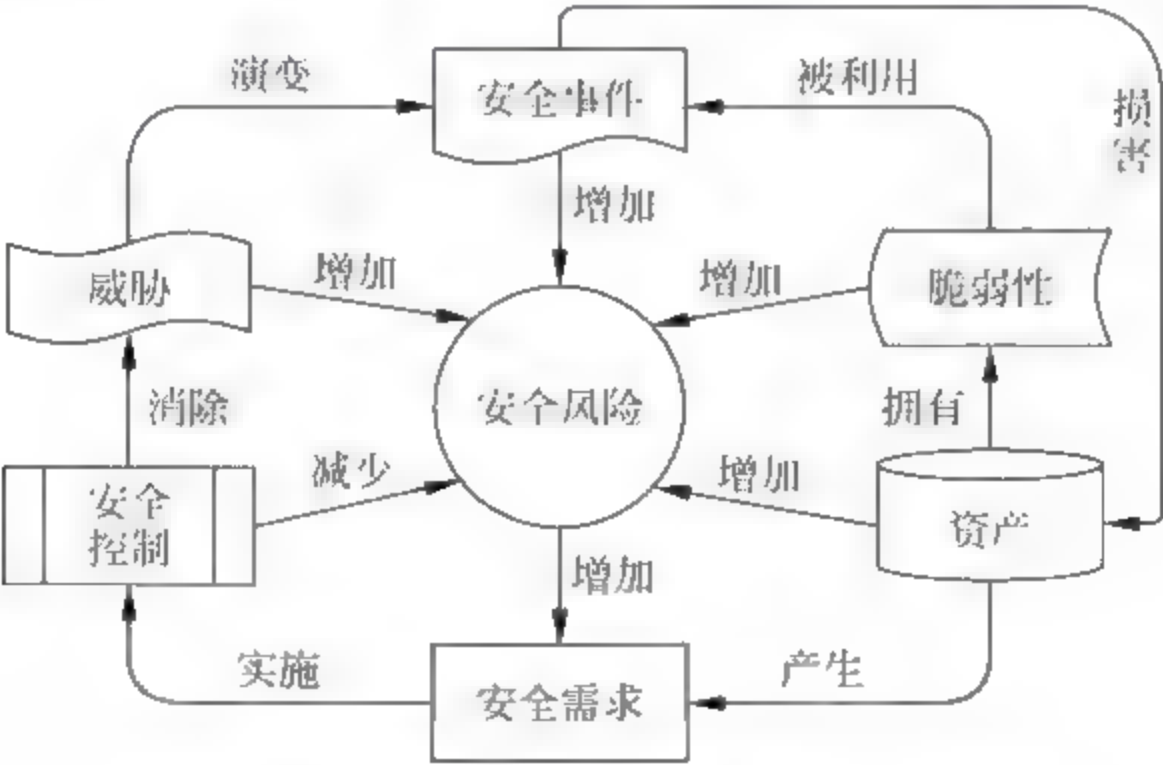 演变
安全事件
被利用
损
害
增加
威胁
增加
增加
脆弱性
消除
安全风险
拥有
安全
控制
减少
增加
资产
增加
实施
安全需求
产生